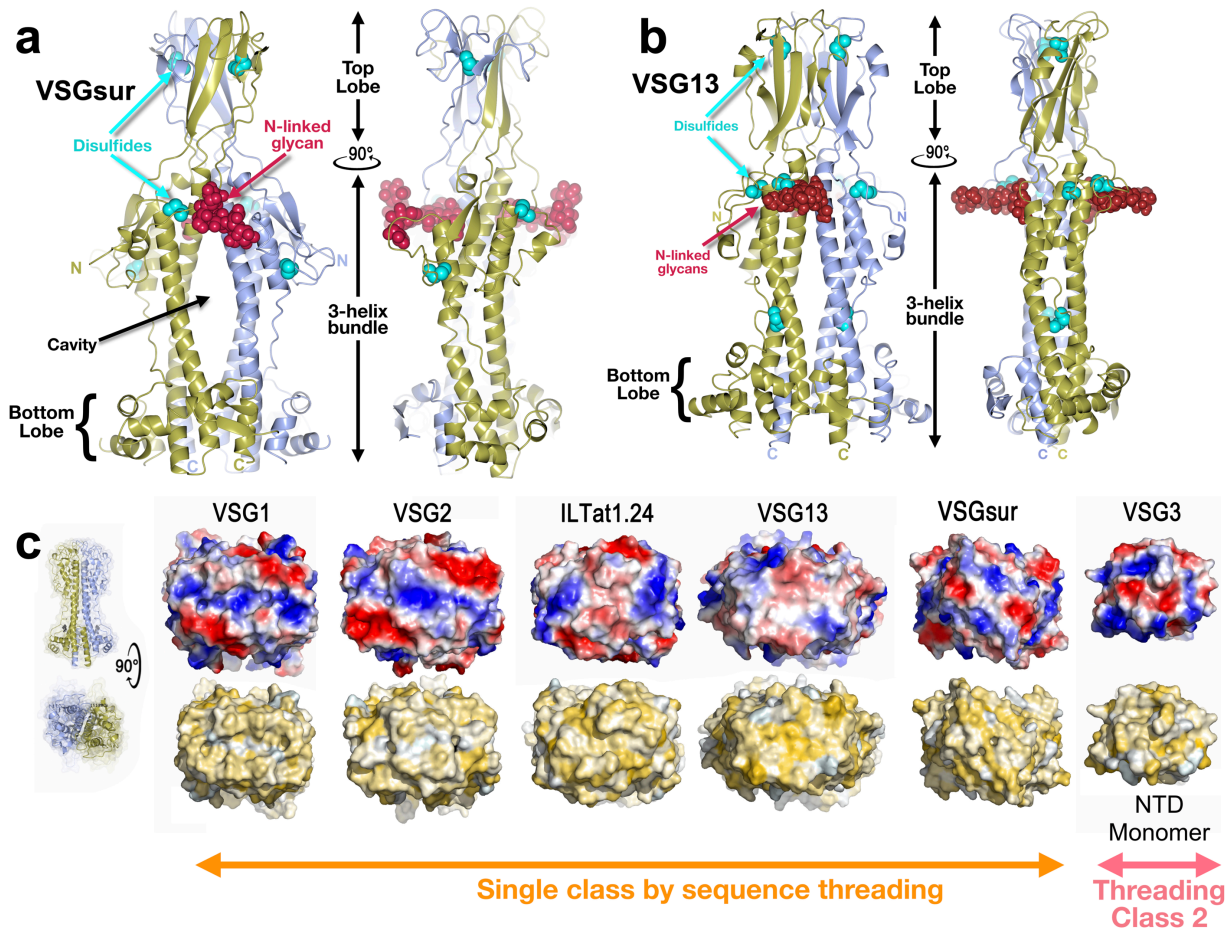 a
VSGsur
Disulfides
N-linked
glycan
N
N
Cavity
Bottom
Lobe
C
C
Top
Lobe
90°
3-helix
bundle
b
VSG13
Disulfides
N
N
N-linked
glycans
Bottom
Lobe
C
C
Top
Lobe
90°
3-helix
bundle
C
C
c
90°
VSG1
VSG2
ILTat1.24
VSG13
VSGsur
VSG3
NTD
Monomer
Single class by sequence threading
Threading
Class 2